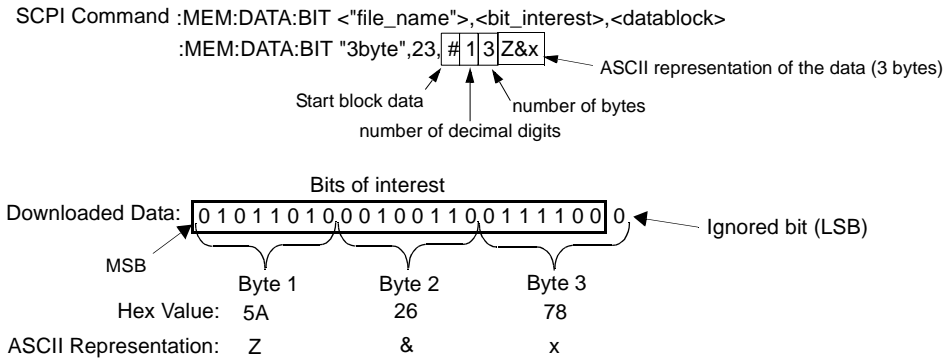 SCPI Command :MEM:DATA:BIT <"file_name">,<bit_interest>,<datablock>
:MEM:DATA:BIT "3byte",23,#13Z&x
ASCII representation of the data (3 bytes)
Start block data
number of bytes
number of decimal digits
Bits of interest
Downloaded Data: 0 1 0 1 1 0 1 0 0 0 1 0 0 1 1 0 0 1 1 1 1 0 0 0
Ignored bit (LSB)
MSB
Byte 1 Byte 2 Byte 3
Hex Value: 5A 26 78
ASCII Representation: Z & x